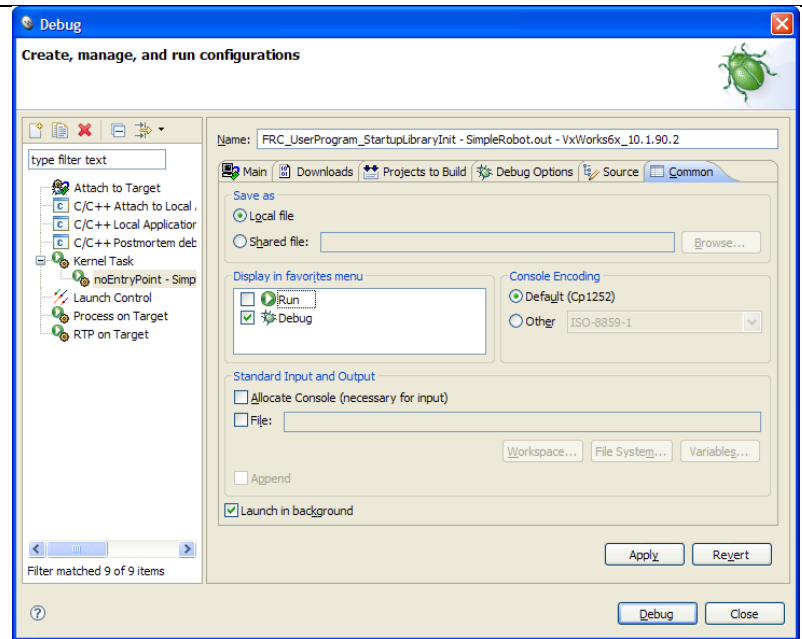 Debug
Create, manage, and run configurations
type filter text
Attach to Target
C/C++ Attach to Local
C/C++ Local Application
C/C++ Postmortem deb
Kernel Task
noEntryPoint - Simp
Launch Control
Process on Target
RTP on Target
Filter matched 9 of 9 items
Name: FRC_UserProgram_StartupLibraryInit - SimpleRobot.out - VxWorks6x_10.1.90.2
Main Downloads Projects to Build Debug Options Source Common
Save as
Local file
Shared file: Browse...
Display in favorites menu
Run
Debug
Console Encoding
Default (Cp1252)
Other ISO-8859-1
Standard Input and Output
Allocate Console (necessary for input)
File:
Workspace... File System... Variables...
Append
Launch in background
Apply Revert
Debug Close